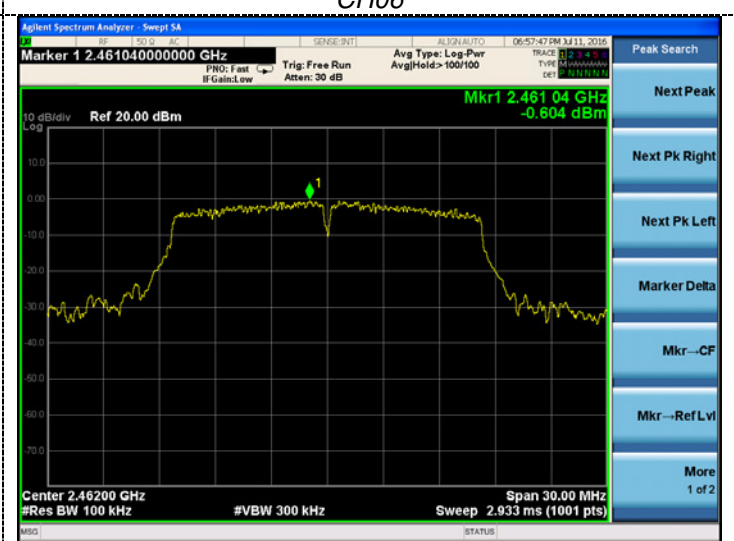 CH06
Agilent Spectrum Analyzer - Swept SA
RF 50 Ω AC SENSE:INT ALIGN AUTO 06:57:47 PM Jul 11, 2016
Marker 1 2.461040000000 GHz
PNO: Fast
IFGain:Low
Trig: Free Run
Atten: 30 dB
Avg Type: Log-Pwr
Avg|Hold:>100/100
TRACE 1 2 3 4 5 6
TYPE M
DET P N N N N N
Peak Search
Mkr1 2.461 04 GHz
-0.604 dBm
10 dB/div Ref 20.00 dBm
Log
10.0
0.00
-10.0
-20.0
-30.0
-40.0
-50.0
-60.0
-70.0
1
Center 2.46200 GHz
Span 30.00 MHz
#Res BW 100 kHz
#VBW 300 kHz
Sweep 2.933 ms (1001 pts)
Next Peak
Next Pk Right
Next Pk Left
Marker Delta
Mkr→CF
Mkr→Ref Lvl
More
1 of 2
MSG
STATUS